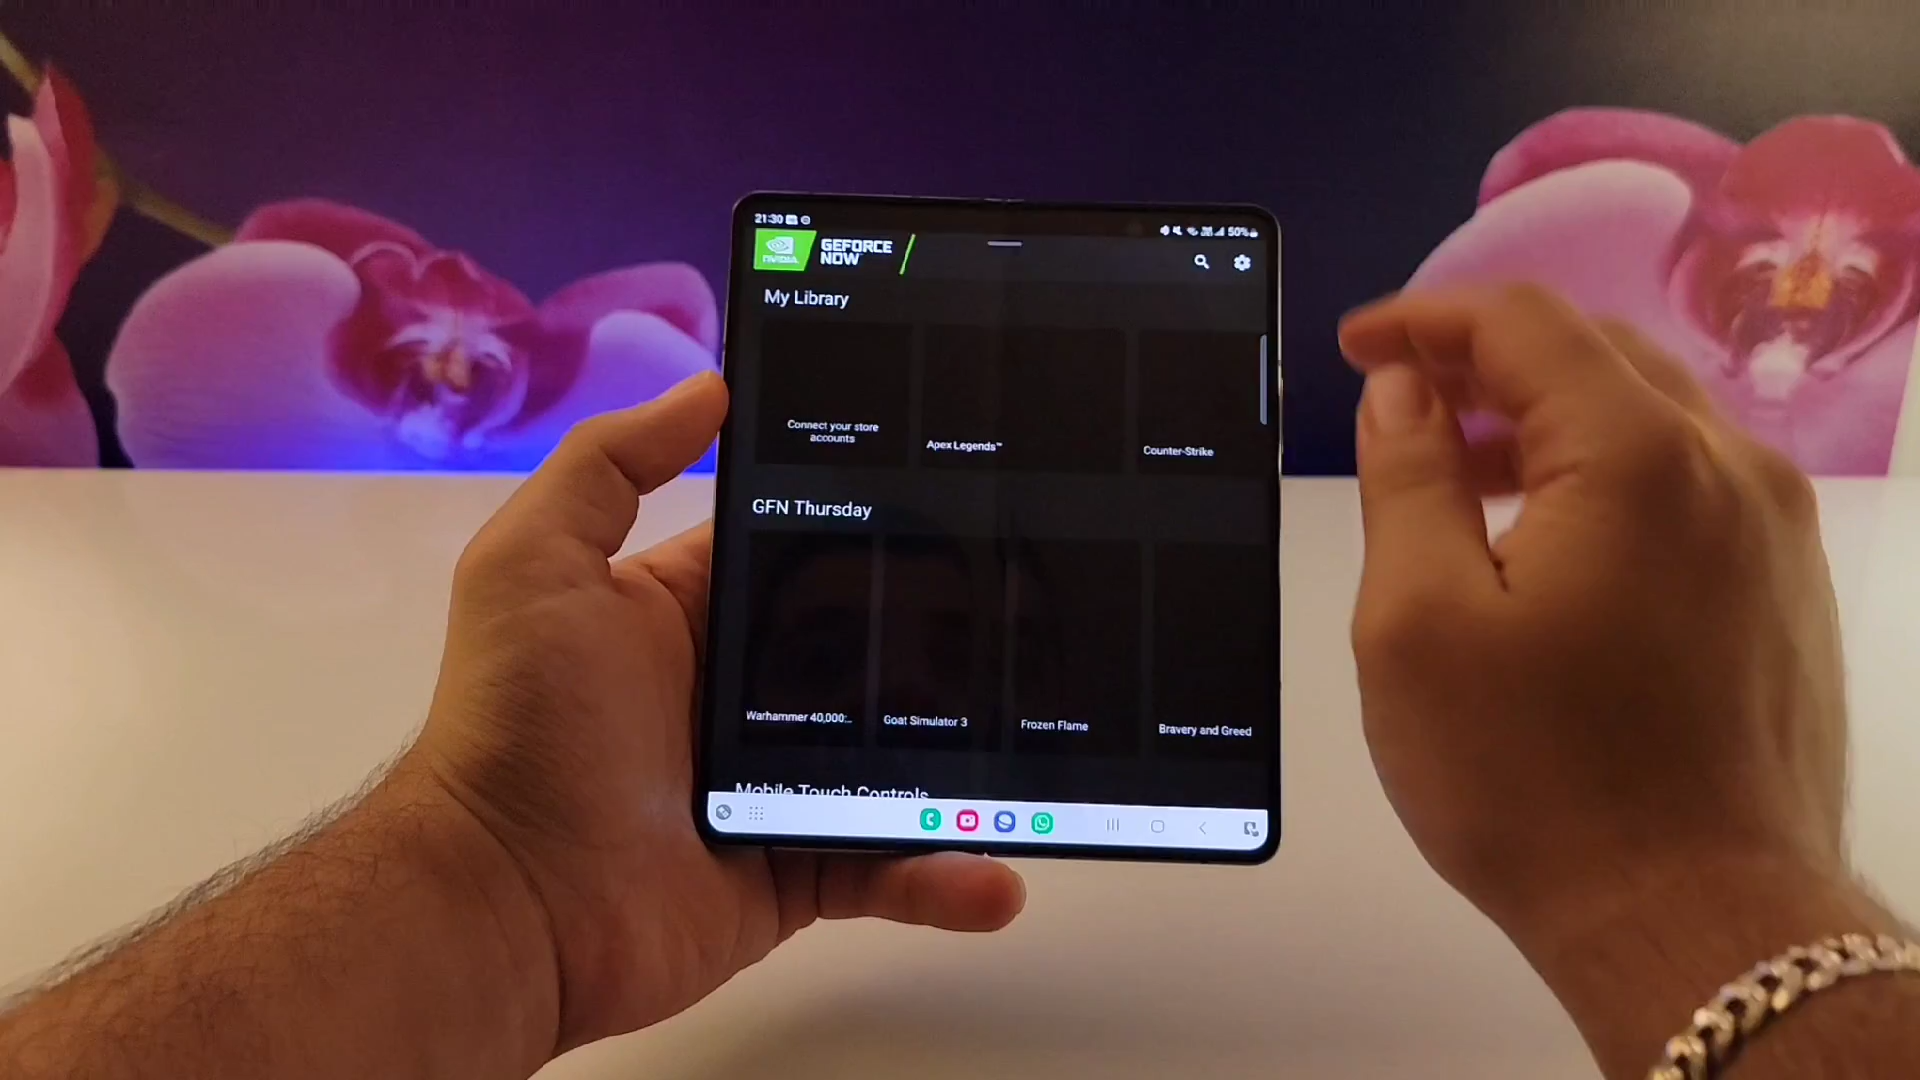 21:30
50%
NVIDIA
GEFORCE
NOW
My Library
Connect your store
accounts
Apex Legends™
Counter-Strike
GFN Thursday
Warhammer 40,000:...
Goat Simulator 3
Frozen Flame
Bravery and Greed
Mobile Touch Controls